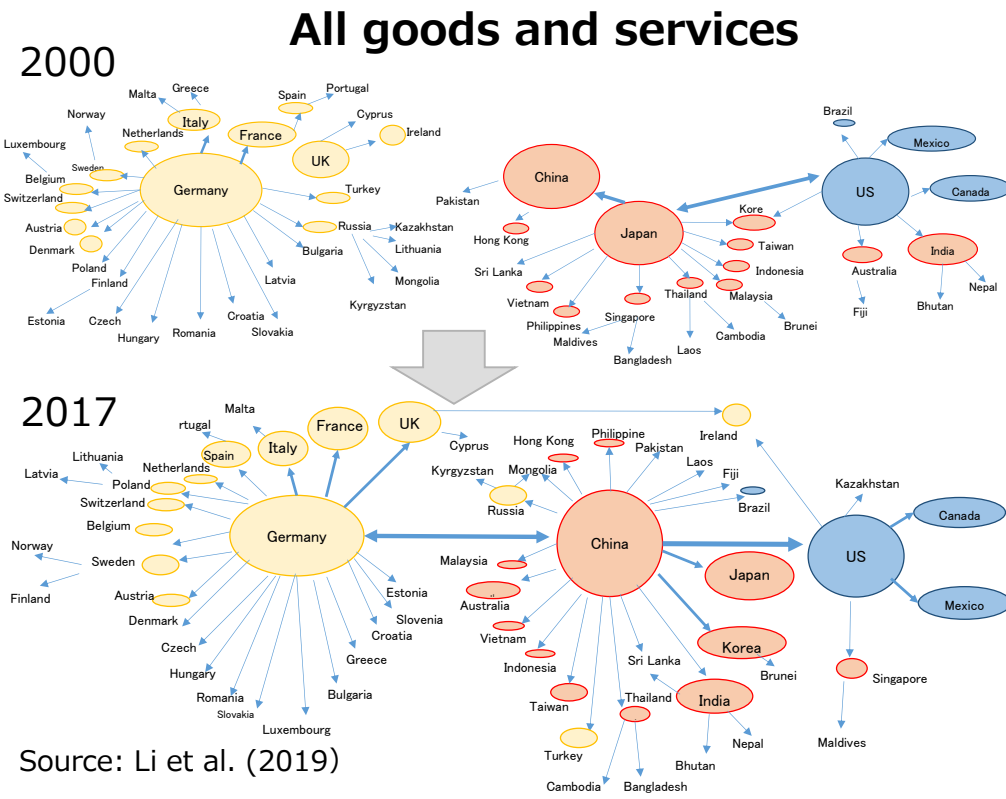 All goods and services
2000
Greece
Malta
Spain
Portugal
Norway
Italy
France
Cyprus
Ireland
Netherlands
UK
Luxembourg
Sweden
Belgium
Germany
Turkey
Switzerland
Austria
Russia
Kazakhstan
Denmark
Lithuania
Bulgaria
Poland
Finland
Latvia
Mongolia
Kyrgyzstan
Estonia
Czech
Croatia
Hungary
Romania
Slovakia
Brazil
Mexico
China
US
Canada
Pakistan
Kore
Hong Kong
Japan
Taiwan
India
Sri Lanka
Indonesia
Australia
Nepal
Vietnam
Thailand
Malaysia
Bhutan
Philippines
Singapore
Fiji
Maldives
Brunei
Cambodia
Bangladesh
Laos
2017
Malta
France
UK
rtugal
Italy
Cyprus
Ireland
Lithuania
Spain
Netherlands
Latvia
Poland
Switzerland
Belgium
Germany
Norway
Sweden
Finland
Austria
Estonia
Denmark
Slovenia
Croatia
Czech
Greece
Hungary
Romania
Bulgaria
Slovakia
Luxembourg
Philippine
Hong Kong
Pakistan
Kyrgyzstan
Mongolia
Laos
Fiji
Russia
Brazil
Kazakhstan
Canada
China
US
Malaysia
Japan
Australia
Mexico
Vietnam
Korea
Indonesia
Sri Lanka
Brunei
Singapore
Taiwan
Thailand
India
Turkey
Nepal
Maldives
Bhutan
Cambodia
Bangladesh
Source: Li et al. (2019)